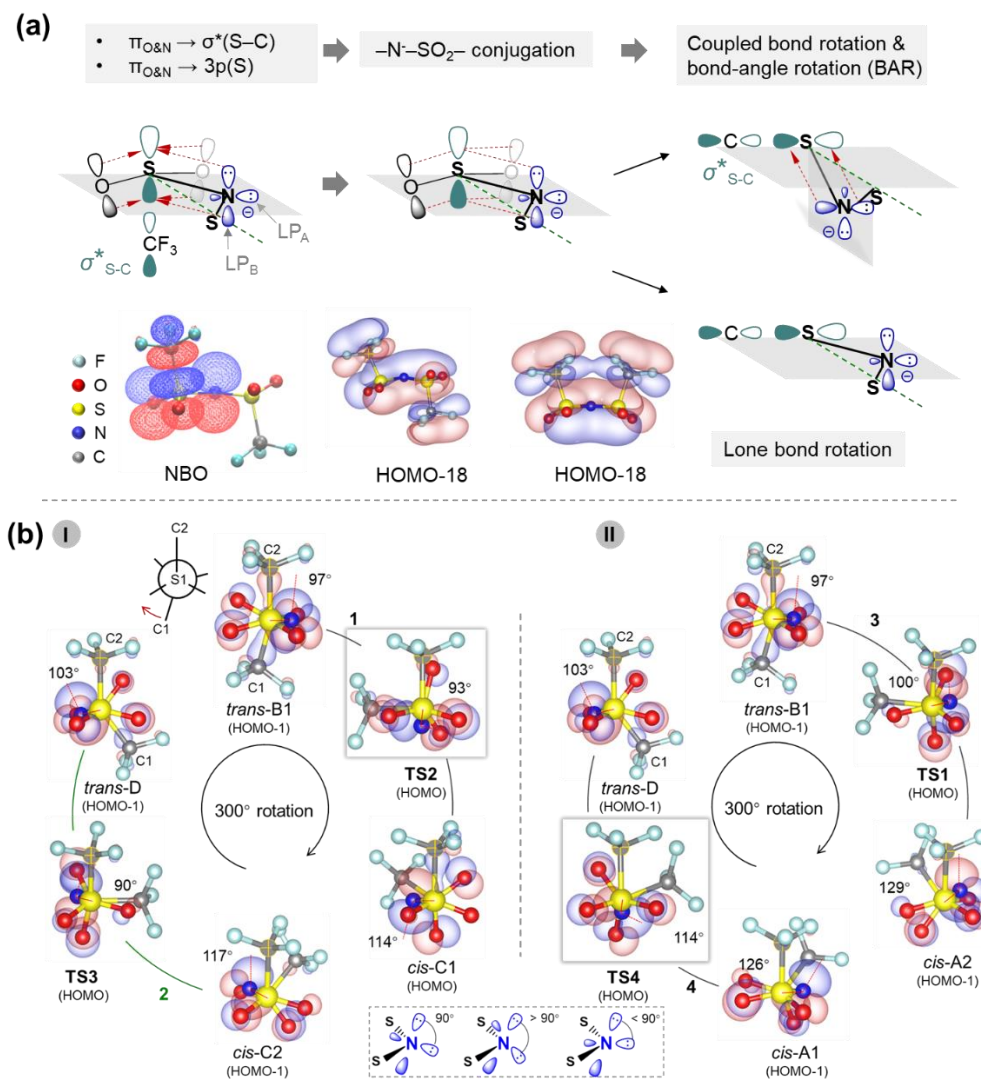 (a)
• πO&N → σ*(S–C)
• πO&N → 3p(S)
–N⁻–SO₂– conjugation
Coupled bond rotation &
bond-angle rotation (BAR)
S
O
O
N
S
⊖
LPA
LPB
CF₃
σ*S-C
S
O
O
N
S
⊖
C
S
σ*S-C
S
N
⊖
C
S
N
S
⊖
Lone bond rotation
F
O
S
N
C
NBO
HOMO-18
HOMO-18
(b)
I
C2
S1
C1
C2
97°
C1
trans-B1
(HOMO-1)
1
C2
103°
C1
trans-D
(HOMO-1)
93°
TS2
(HOMO)
300° rotation
90°
TS3
(HOMO)
2
117°
cis-C2
(HOMO-1)
114°
cis-C1
(HOMO)
II
C2
97°
C1
trans-B1
(HOMO-1)
3
C2
103°
C1
trans-D
(HOMO-1)
100°
TS1
(HOMO)
300° rotation
114°
TS4
(HOMO)
4
126°
cis-A1
(HOMO-1)
129°
cis-A2
(HOMO-1)
S
S
N
90°
S
S
N
> 90°
S
S
N
< 90°